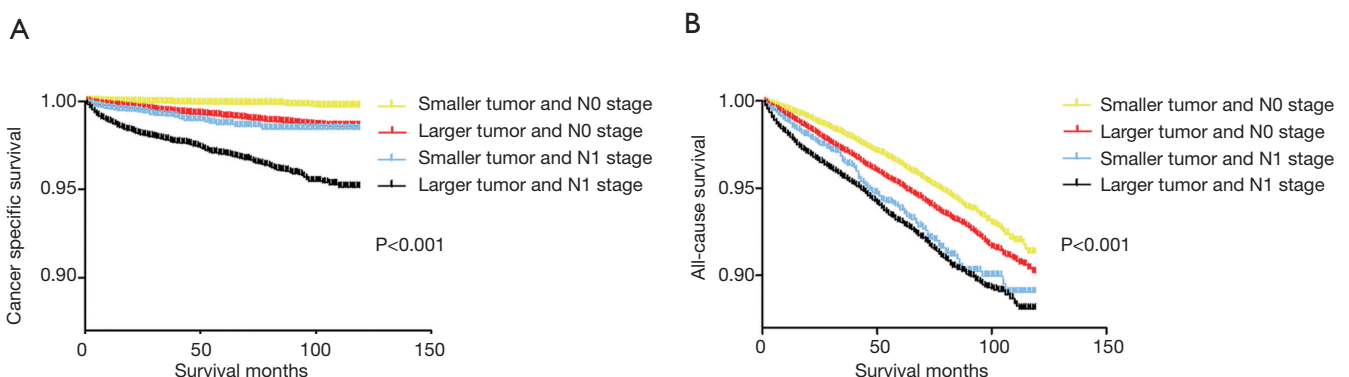 A
Cancer specific survival
1.00
0.95
0.90
0
50
100
150
Survival months
Smaller tumor and N0 stage
Larger tumor and N0 stage
Smaller tumor and N1 stage
Larger tumor and N1 stage
P<0.001
B
All-cause survival
1.00
0.95
0.90
0
50
100
150
Survival months
Smaller tumor and N0 stage
Larger tumor and N0 stage
Smaller tumor and N1 stage
Larger tumor and N1 stage
P<0.001